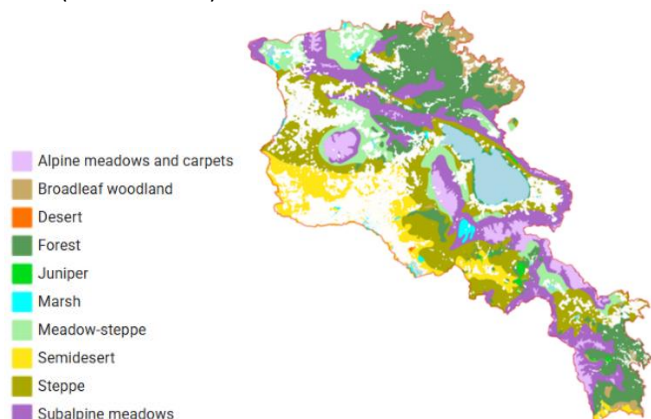 Alpine meadows and carpets
Broadleaf woodland
Desert
Forest
Juniper
Marsh
Meadow-steppe
Semidesert
Steppe
Subalpine meadows